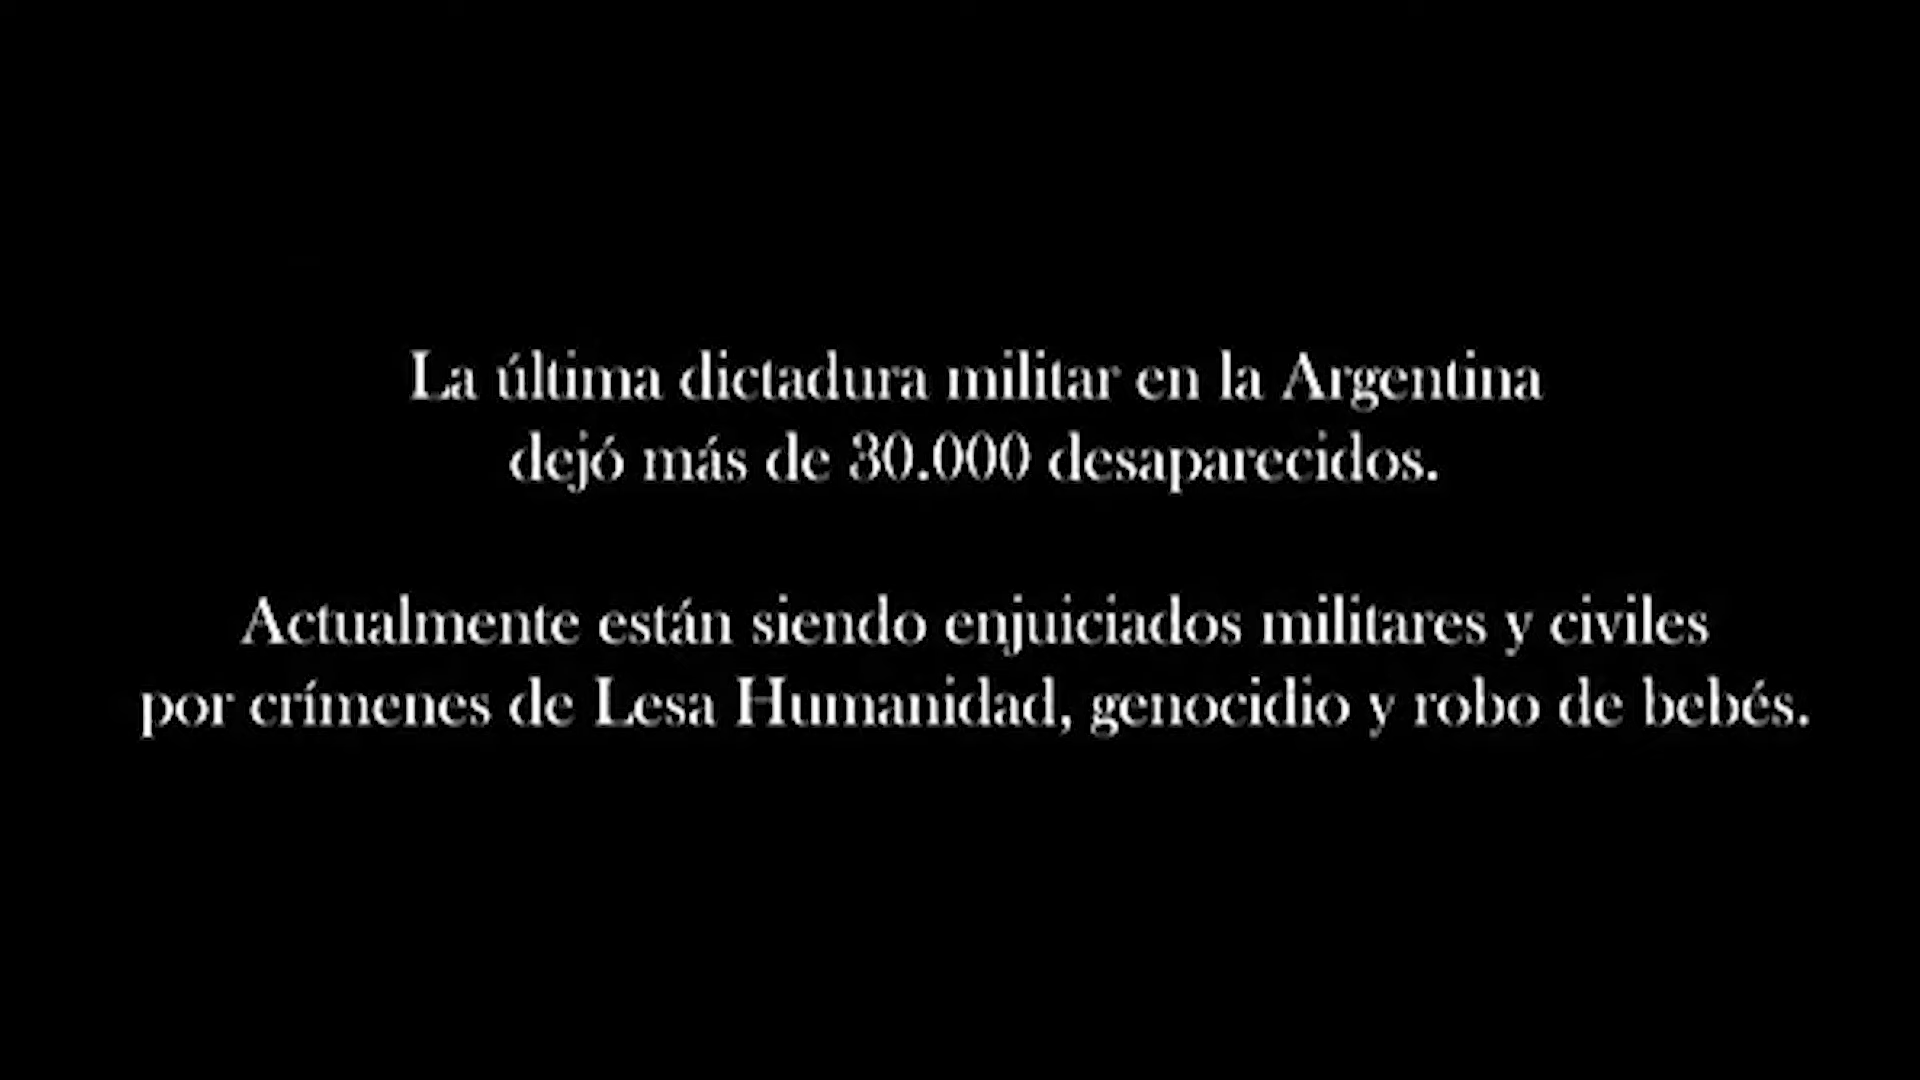 La última dictadura militar en la Argentina
dejó más de 30.000 desaparecidos.
Actualmente están siendo enjuiciados militares y civiles
por crímenes de Lesa Humanidad, genocidio y robo de bebés.